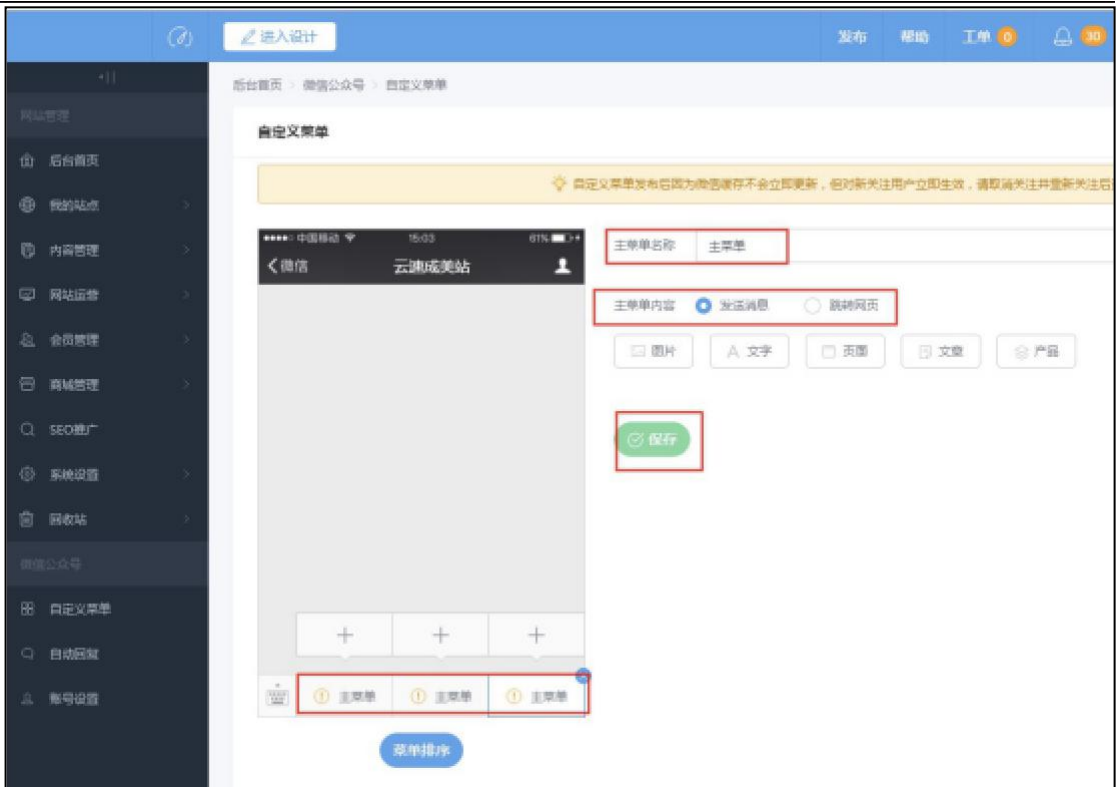 进入设计
发布 帮助 工单 0 30
网站管理
后台首页
我的站点
内容管理
网站运营
会员管理
商城管理
SEO推广
系统设置
回收站
微信公众号
自定义菜单
自动回复
账号设置
后台首页 > 微信公众号 > 自定义菜单
自定义菜单
自定义菜单发布后因为微信缓存不会立即更新，但对新关注用户立即生效，请取消关注并重新关注后
中国移动 15:03 61%
微信 云速成美站
主菜单 主菜单 主菜单
菜单排序
主菜单名称 主菜单
主菜单内容 发送消息 跳转网页
图片 文字 页面 文章 产品
保存